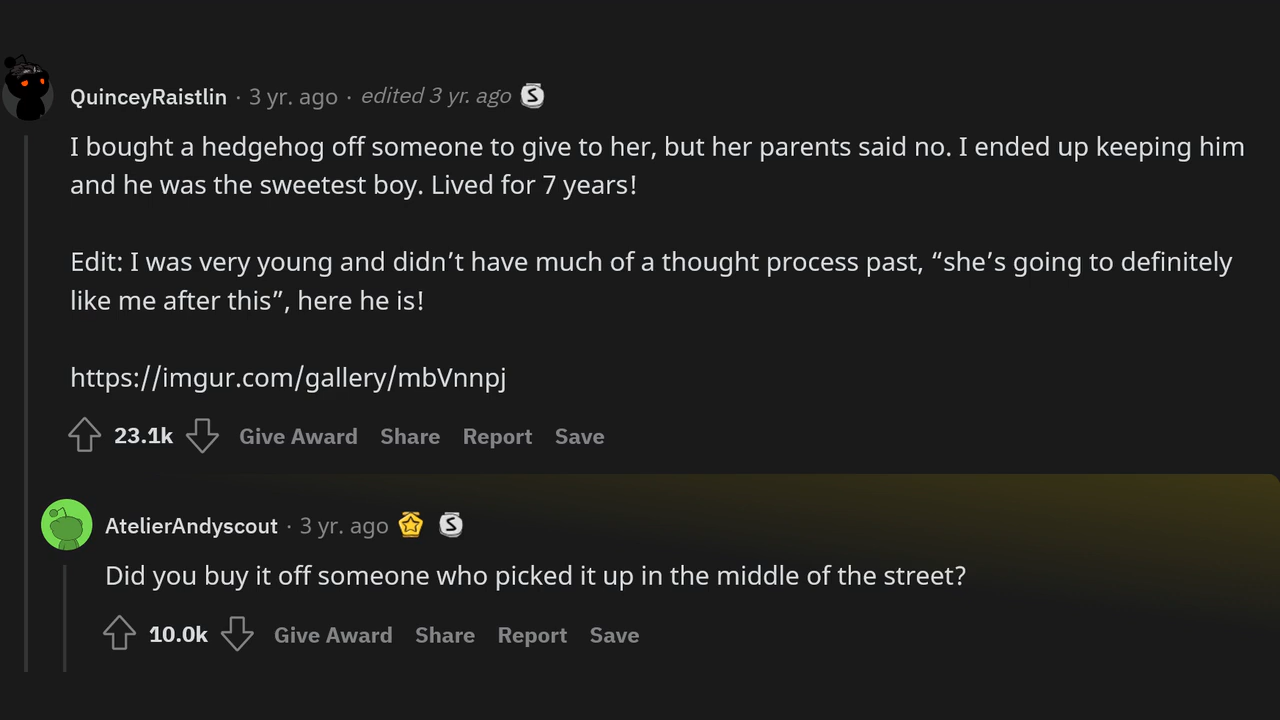 QuinceyRaistlin · 3 yr. ago · edited 3 yr. ago S
I bought a hedgehog off someone to give to her, but her parents said no. I ended up keeping him
and he was the sweetest boy. Lived for 7 years!
Edit: I was very young and didn’t have much of a thought process past, “she’s going to definitely
like me after this”, here he is!
https://imgur.com/gallery/mbVnnpj
23.1k Give Award Share Report Save
AtelierAndyscout · 3 yr. ago S
Did you buy it off someone who picked it up in the middle of the street?
10.0k Give Award Share Report Save